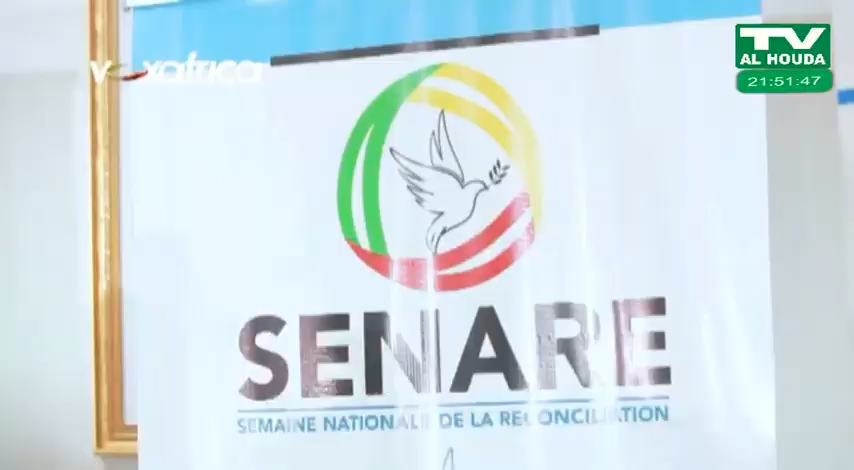 TV
AL HOUDA
21:51:47
voxafrica
SENARE
SEMAINE NATIONALE DE LA RECONCILIATION